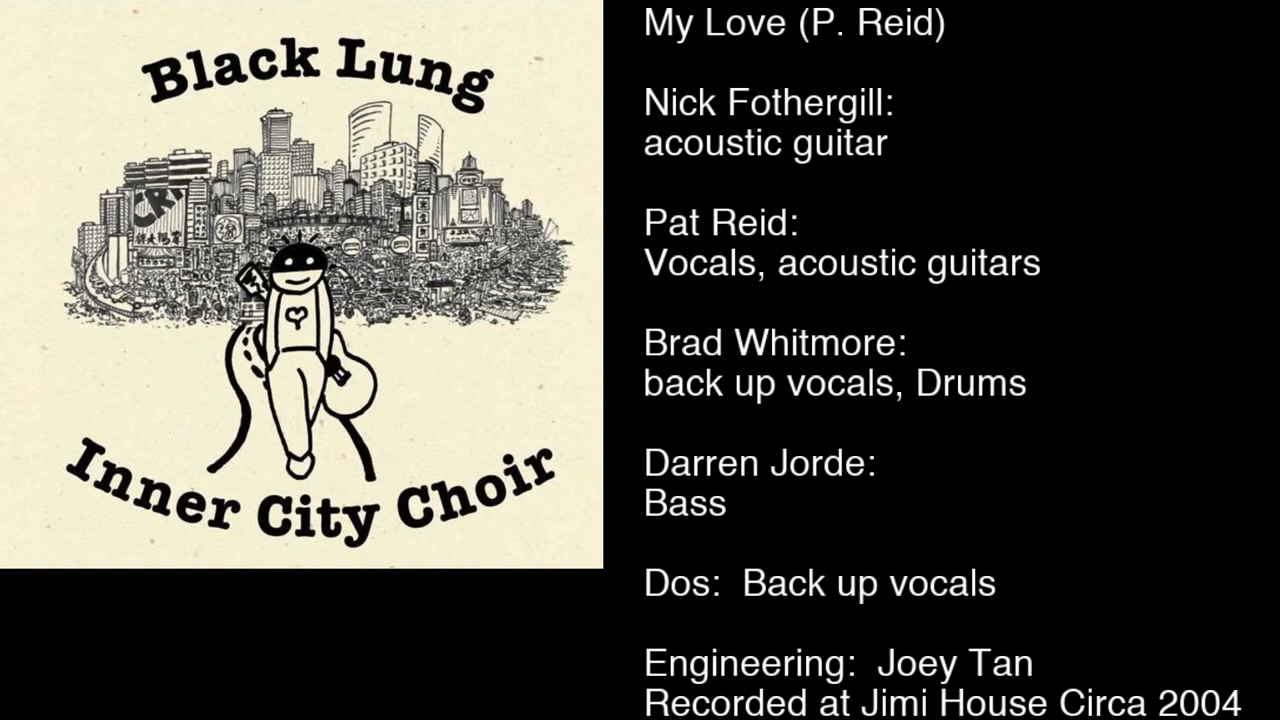 Black Lung
Inner City Choir
My Love (P. Reid)
Nick Fothergill:
acoustic guitar
Pat Reid:
Vocals, acoustic guitars
Brad Whitmore:
back up vocals, Drums
Darren Jorde:
Bass
Dos:  Back up vocals
Engineering:  Joey Tan
Recorded at Jimi House Circa 2004